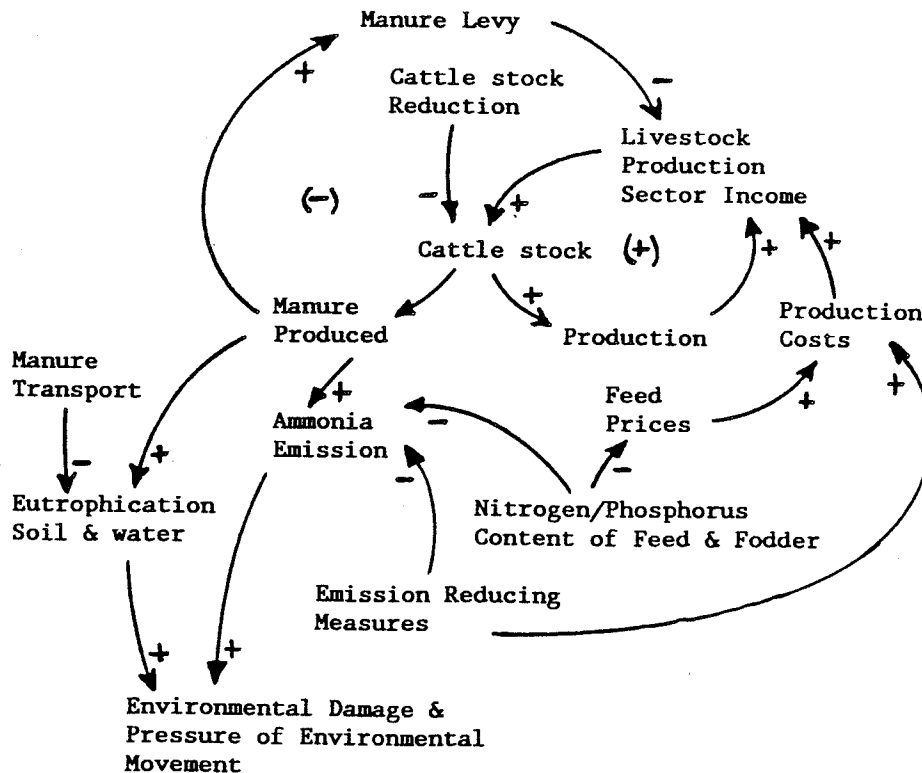 Manure Levy
+
-
Cattle stock
Reduction
Livestock
Production
Sector Income
(-)
-
+
Cattle stock
(+)
+
+
Manure
Produced
+
Production
Production
Costs
Manure
Transport
+
Feed
Prices
+
+
Ammonia
Emission
-
-
+
-
-
Eutrophication
Soil & water
Nitrogen/Phosphorus
Content of Feed & Fodder
Emission Reducing
Measures
+
+
Environmental Damage &
Pressure of Environmental
Movement